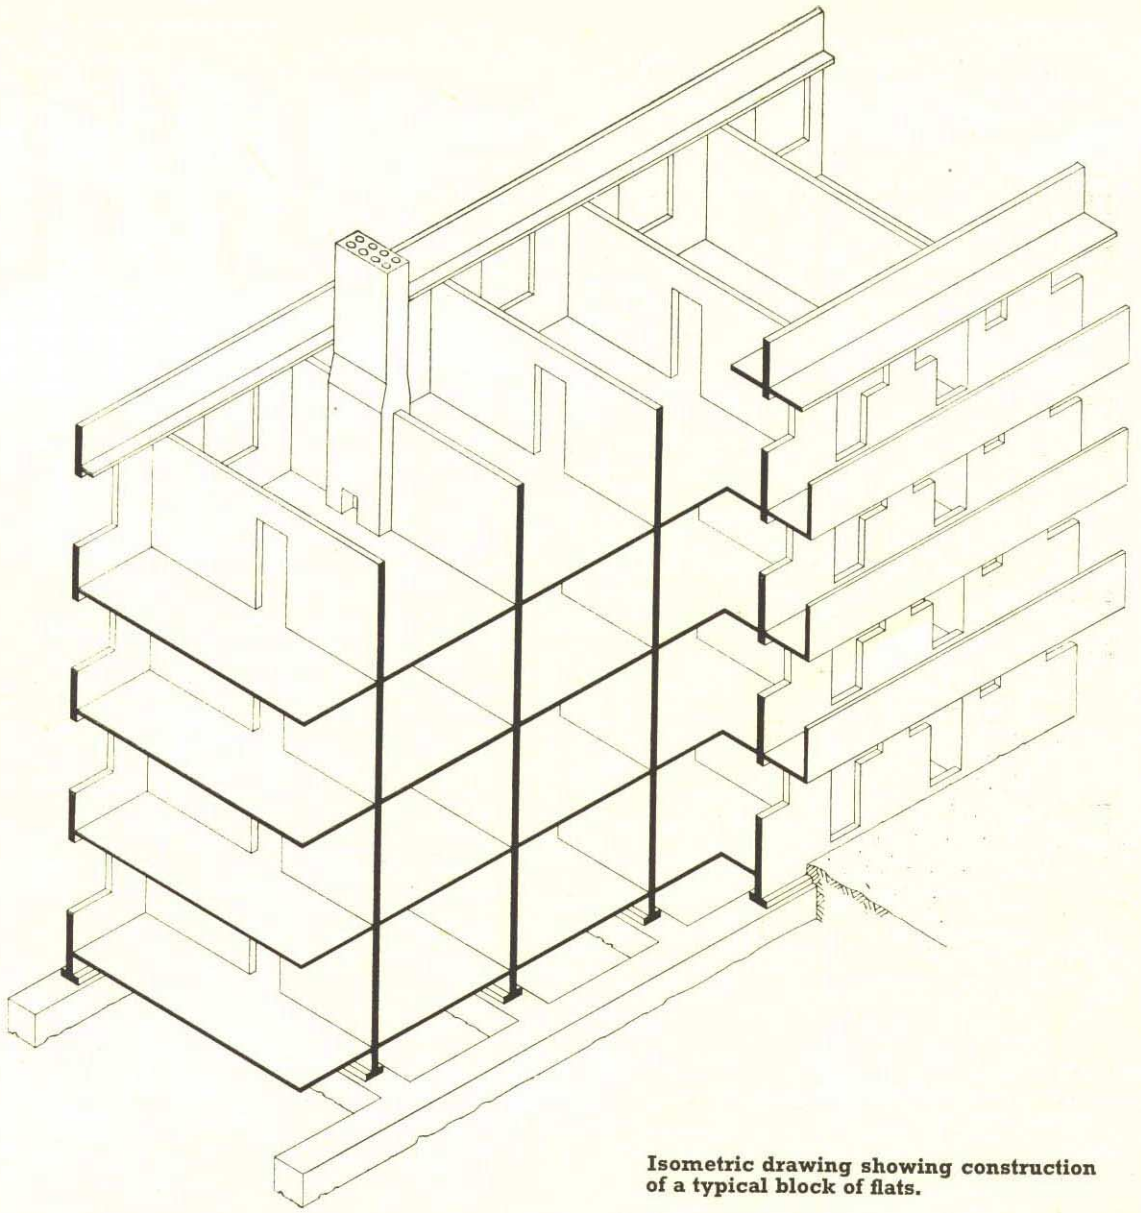 Isometric drawing showing construction
of a typical block of flats.